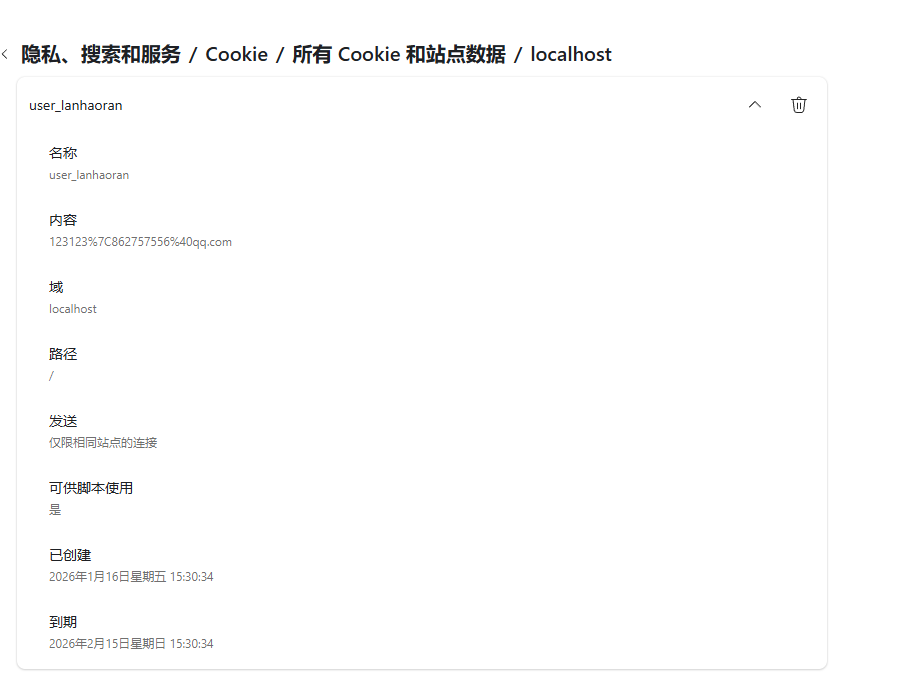 隐私、搜索和服务 / Cookie / 所有 Cookie 和站点数据 / localhost
user_lanhaoran
名称
user_lanhaoran
内容
123123%7C862757556%40qq.com
域
localhost
路径
/
发送
仅限相同站点的连接
可供脚本使用
是
已创建
2026年1月16日星期五 15:30:34
到期
2026年2月15日星期日 15:30:34